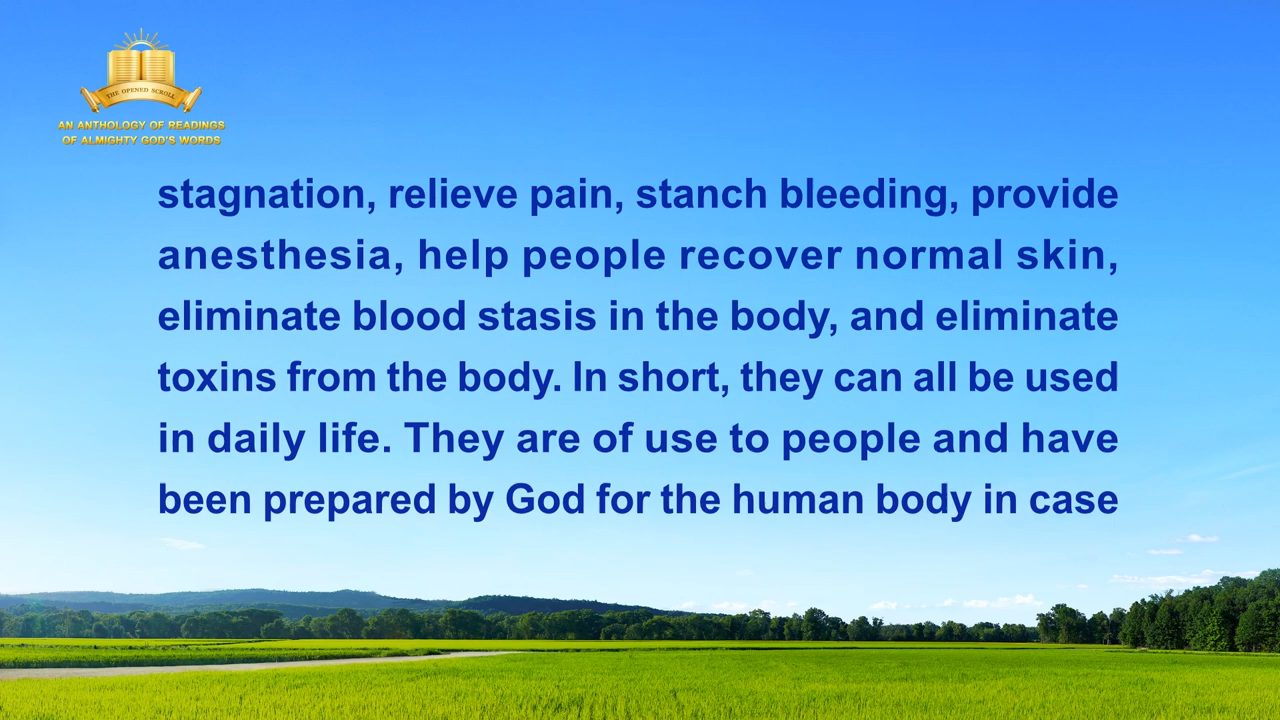 THE OPENED SCROLL
AN ANTHOLOGY OF READINGS
OF ALMIGHTY GOD'S WORDS
stagnation, relieve pain, stanch bleeding, provide
anesthesia, help people recover normal skin,
eliminate blood stasis in the body, and eliminate
toxins from the body. In short, they can all be used
in daily life. They are of use to people and have
been prepared by God for the human body in case